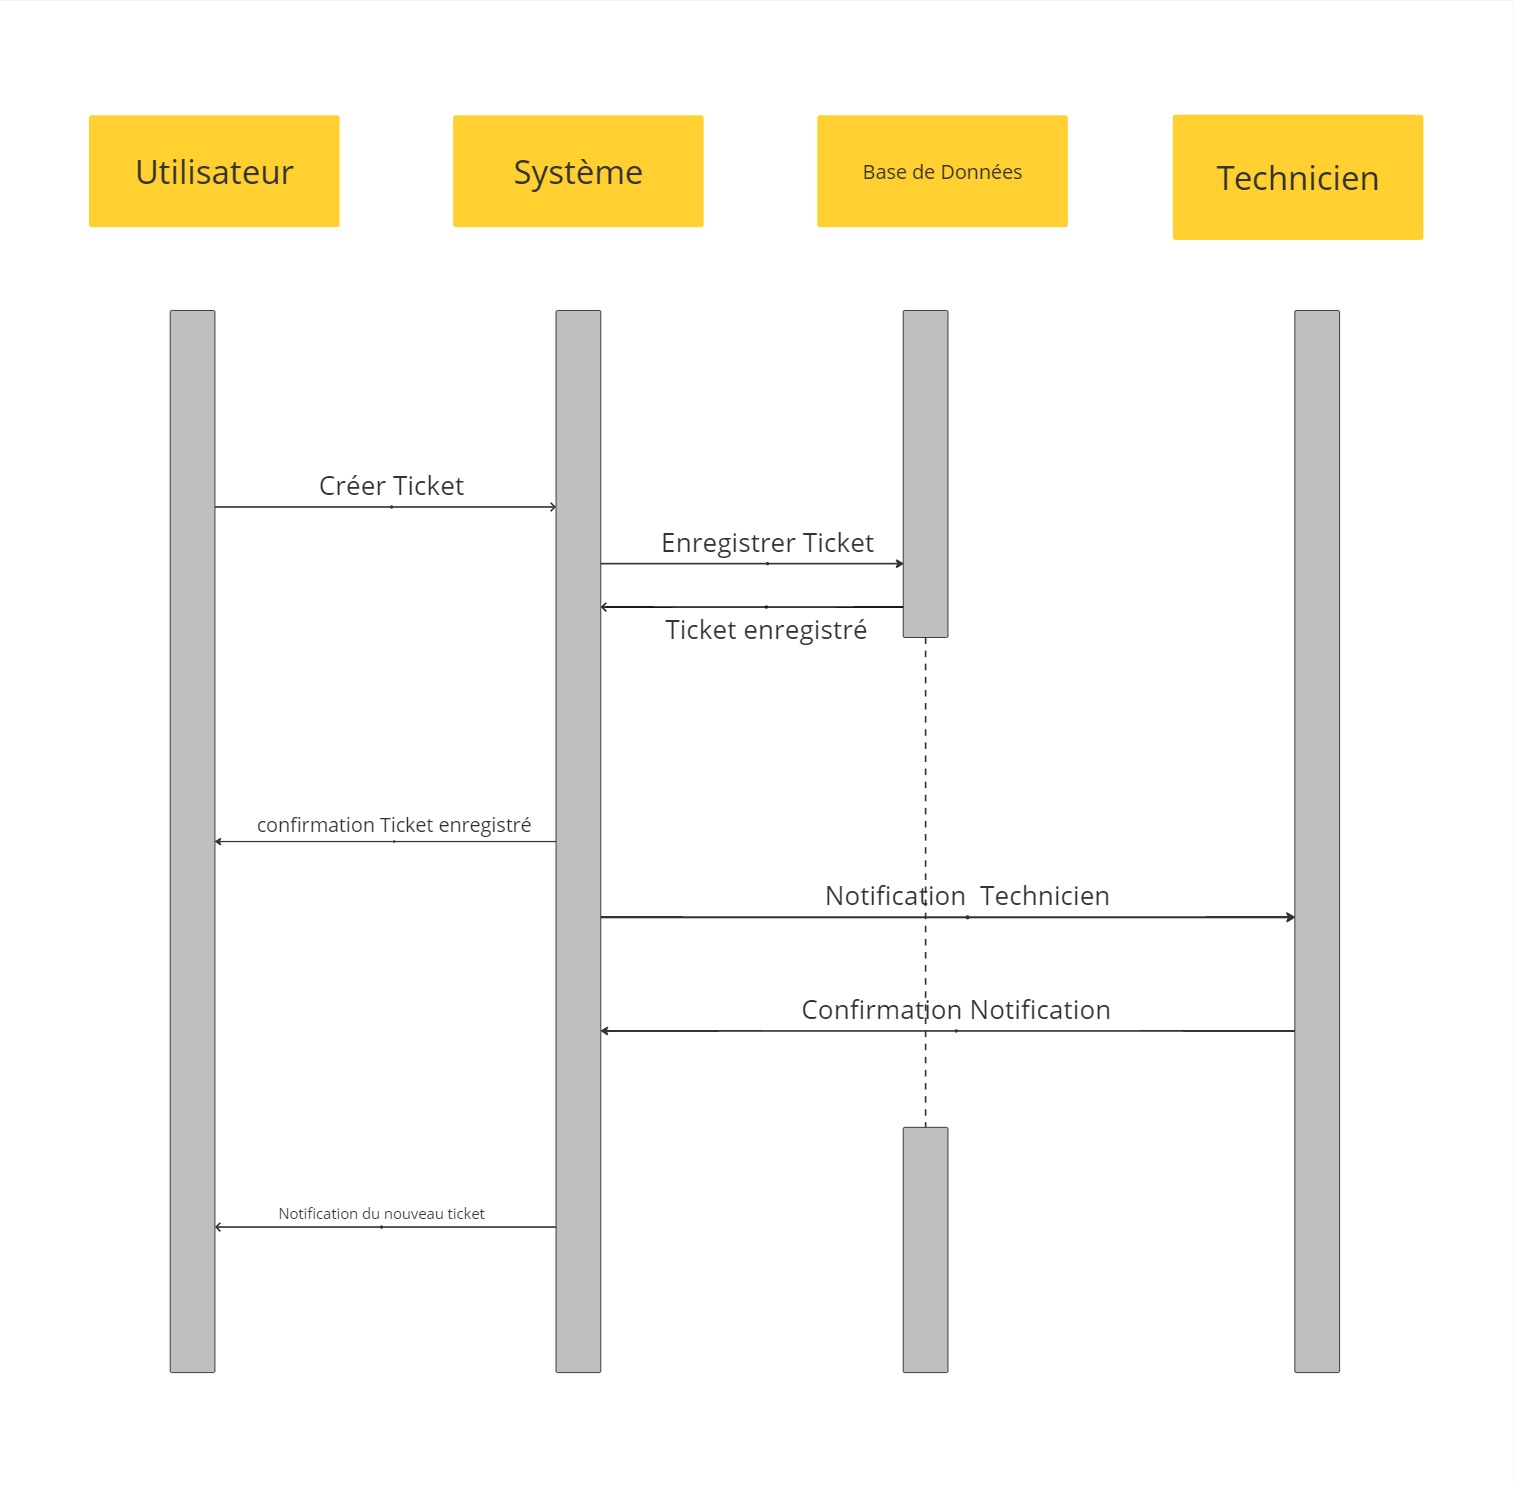 Utilisateur
Système
Base de Données
Technicien
Créer Ticket
Enregistrer Ticket
Ticket enregistré
confirmation Ticket enregistré
Notification  Technicien
Confirmation Notification
Notification du nouveau ticket